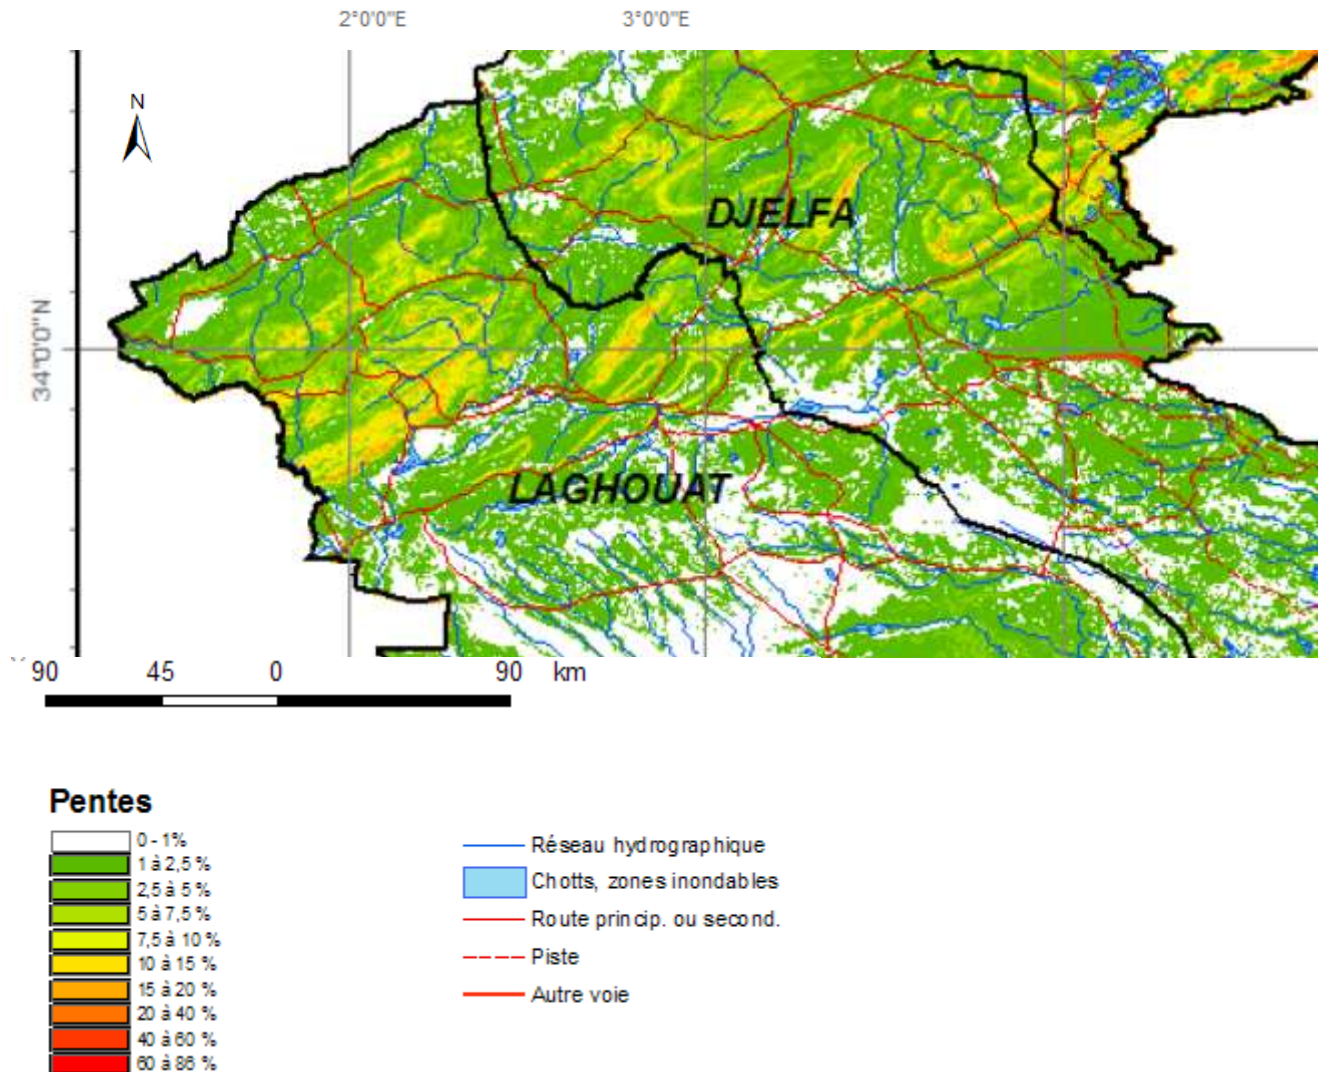 2°0'0"E 3°0'0"E
N
DJELFA
34°0'0"N
LAGHOUAT
90 45 0 90 km
Pentes
0 - 1%
1 à 2,5 %
2,5 à 5 %
5 à 7,5 %
7,5 à 10 %
10 à 15 %
15 à 20 %
20 à 40 %
40 à 60 %
60 à 86 %
Réseau hydrographique
Chotts, zones inondables
Route princip. ou second.
Piste
Autre voie